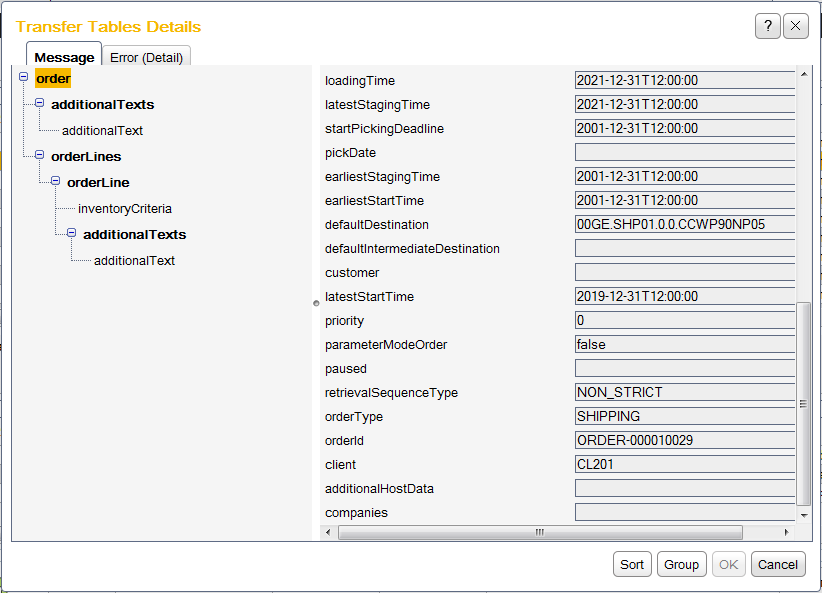 Transfer Tables Details
?
Message Error (Detail)
order
additionalTexts
additionalText
orderLines
orderLine
inventoryCriteria
additionalTexts
additionalText
loadingTime 2021-12-31T12:00:00
latestStagingTime 2021-12-31T12:00:00
startPickingDeadline 2001-12-31T12:00:00
pickDate
earliestStagingTime 2001-12-31T12:00:00
earliestStartTime 2001-12-31T12:00:00
defaultDestination 00GE.SHP01.0.0.CCWP90NP05
defaultIntermediateDestination
customer
latestStartTime 2019-12-31T12:00:00
priority 0
parameterModeOrder false
paused
retrievalSequenceType NON_STRICT
orderType SHIPPING
orderId ORDER-000010029
client CL201
additionalHostData
companies
Sort Group OK Cancel